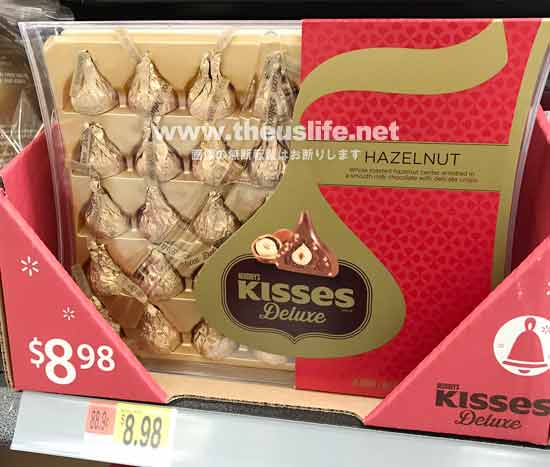 www.theuslife.net
画像の無断転載はお断りします
HAZELNUT
Whole roasted hazelnut center enrobed in
a smooth milk chocolate with delicate crisps
HERSHEY'S
KISSES
Deluxe
$8.98
88.9¢
8.98
HERSHEY'S
KISSES
Deluxe